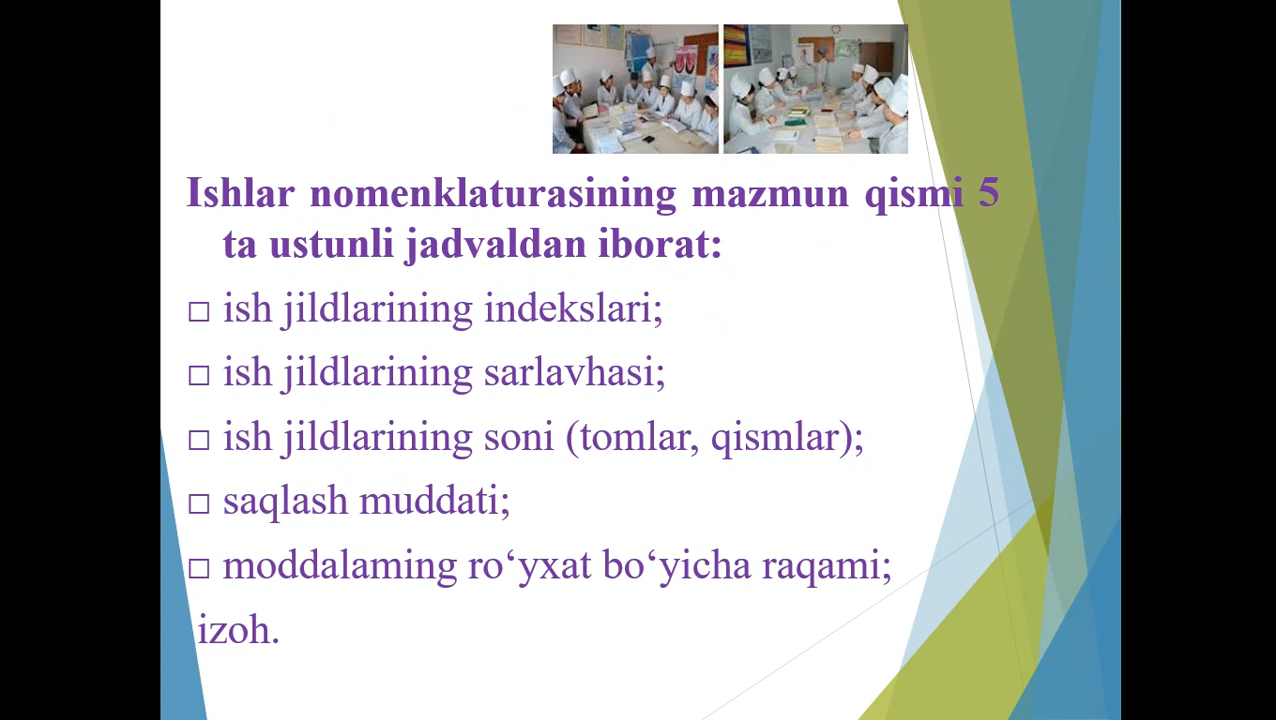 Ishlar nomenklaturasining mazmun qismi 5
ta ustunli jadvaldan iborat:
□ ish jildlarining indekslari;
□ ish jildlarining sarlavhasi;
□ ish jildlarining soni (tomlar, qismlar);
□ saqlash muddati;
□ moddalaming ro‘yxat bo‘yicha raqami;
izoh.